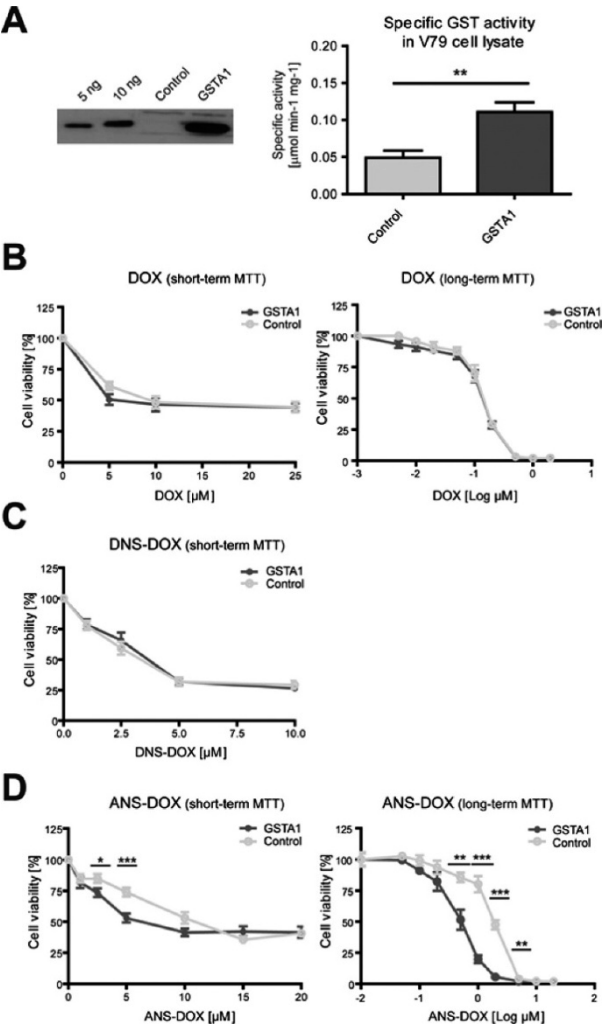 A
5 ng
10 ng
Control
GSTA1
Specific GST activity
in V79 cell lysate
Specific activity
[µmol min-1 mg-1]
0.20
0.15
0.10
0.05
0.00
**
Control
GSTA1
B
DOX (short-term MTT)
Cell viability [%]
125
100
75
50
25
0
0 5 10 15 20 25
DOX [µM]
GSTA1
Control
DOX (long-term MTT)
Cell viability [%]
125
100
75
50
25
0
-3 -2 -1 0 1
DOX [Log µM]
GSTA1
Control
C
DNS-DOX (short-term MTT)
Cell viability [%]
125
100
75
50
25
0
0.0 2.5 5.0 7.5 10.0
DNS-DOX [µM]
GSTA1
Control
D
ANS-DOX (short-term MTT)
Cell viability [%]
125
100
75
50
25
0
* ***
0 5 10 15 20
ANS-DOX [µM]
GSTA1
Control
ANS-DOX (long-term MTT)
Cell viability [%]
125
100
75
50
25
0
** ***
***
**
-2 -1 0 1 2
ANS-DOX [Log µM]
GSTA1
Control